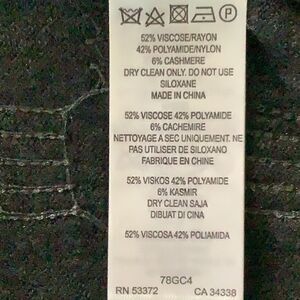 52% VISCOSE/RAYON
42% POLYAMIDE/NYLON
6% CASHMERE
DRY CLEAN ONLY. DO NOT USE
SILOXANE
MADE IN CHINA
52% VISCOSE 42% POLYAMIDE
6% CACHEMIRE
NETTOYAGE A SEC UNIQUEMENT. NE
PAS UTILISER DE SILOXANO
FABRIQUE EN CHINE
52% VISKOS 42% POLYAMIDE
6% KASMIR
DRY CLEAN SAJA
DIBUAT DI CINA
52% VISCOSA 42% POLIAMIDA
78GC4
RN 53372 CA 34338